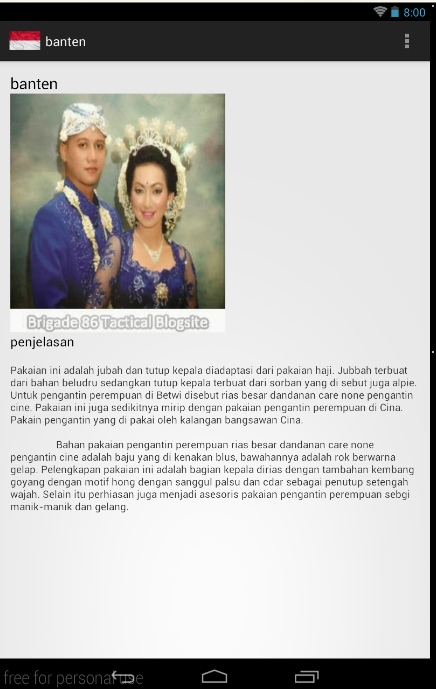 8:00
banten
banten
Brigade 86 Tactical Blogsite
penjelasan
Pakaian ini adalah jubah dan tutup kepala diadaptasi dari pakaian haji. Jubbah terbuat
dari bahan beludru sedangkan tutup kepala terbuat dari sorban yang di sebut juga alpie.
Untuk pengantin perempuan di Betwi disebut rias besar dandanan care none pengantin
cine. Pakaian ini juga sedikitnya mirip dengan pakaian pengantin perempuan di Cina.
Pakain pengantin yang di pakai oleh kalangan bangsawan Cina.
Bahan pakaian pengantin perempuan rias besar dandanan care none
pengantin cine adalah baju yang di kenakan blus, bawahannya adalah rok berwarna
gelap. Pelengkapan pakaian ini adalah bagian kepala dirias dengan tambahan kembang
goyang dengan motif hong dengan sanggul palsu dan cdar sebagai penutup setengah
wajah. Selain itu perhiasan juga menjadi asesoris pakaian pengantin perempuan sebgi
manik-manik dan gelang.
free for personal use